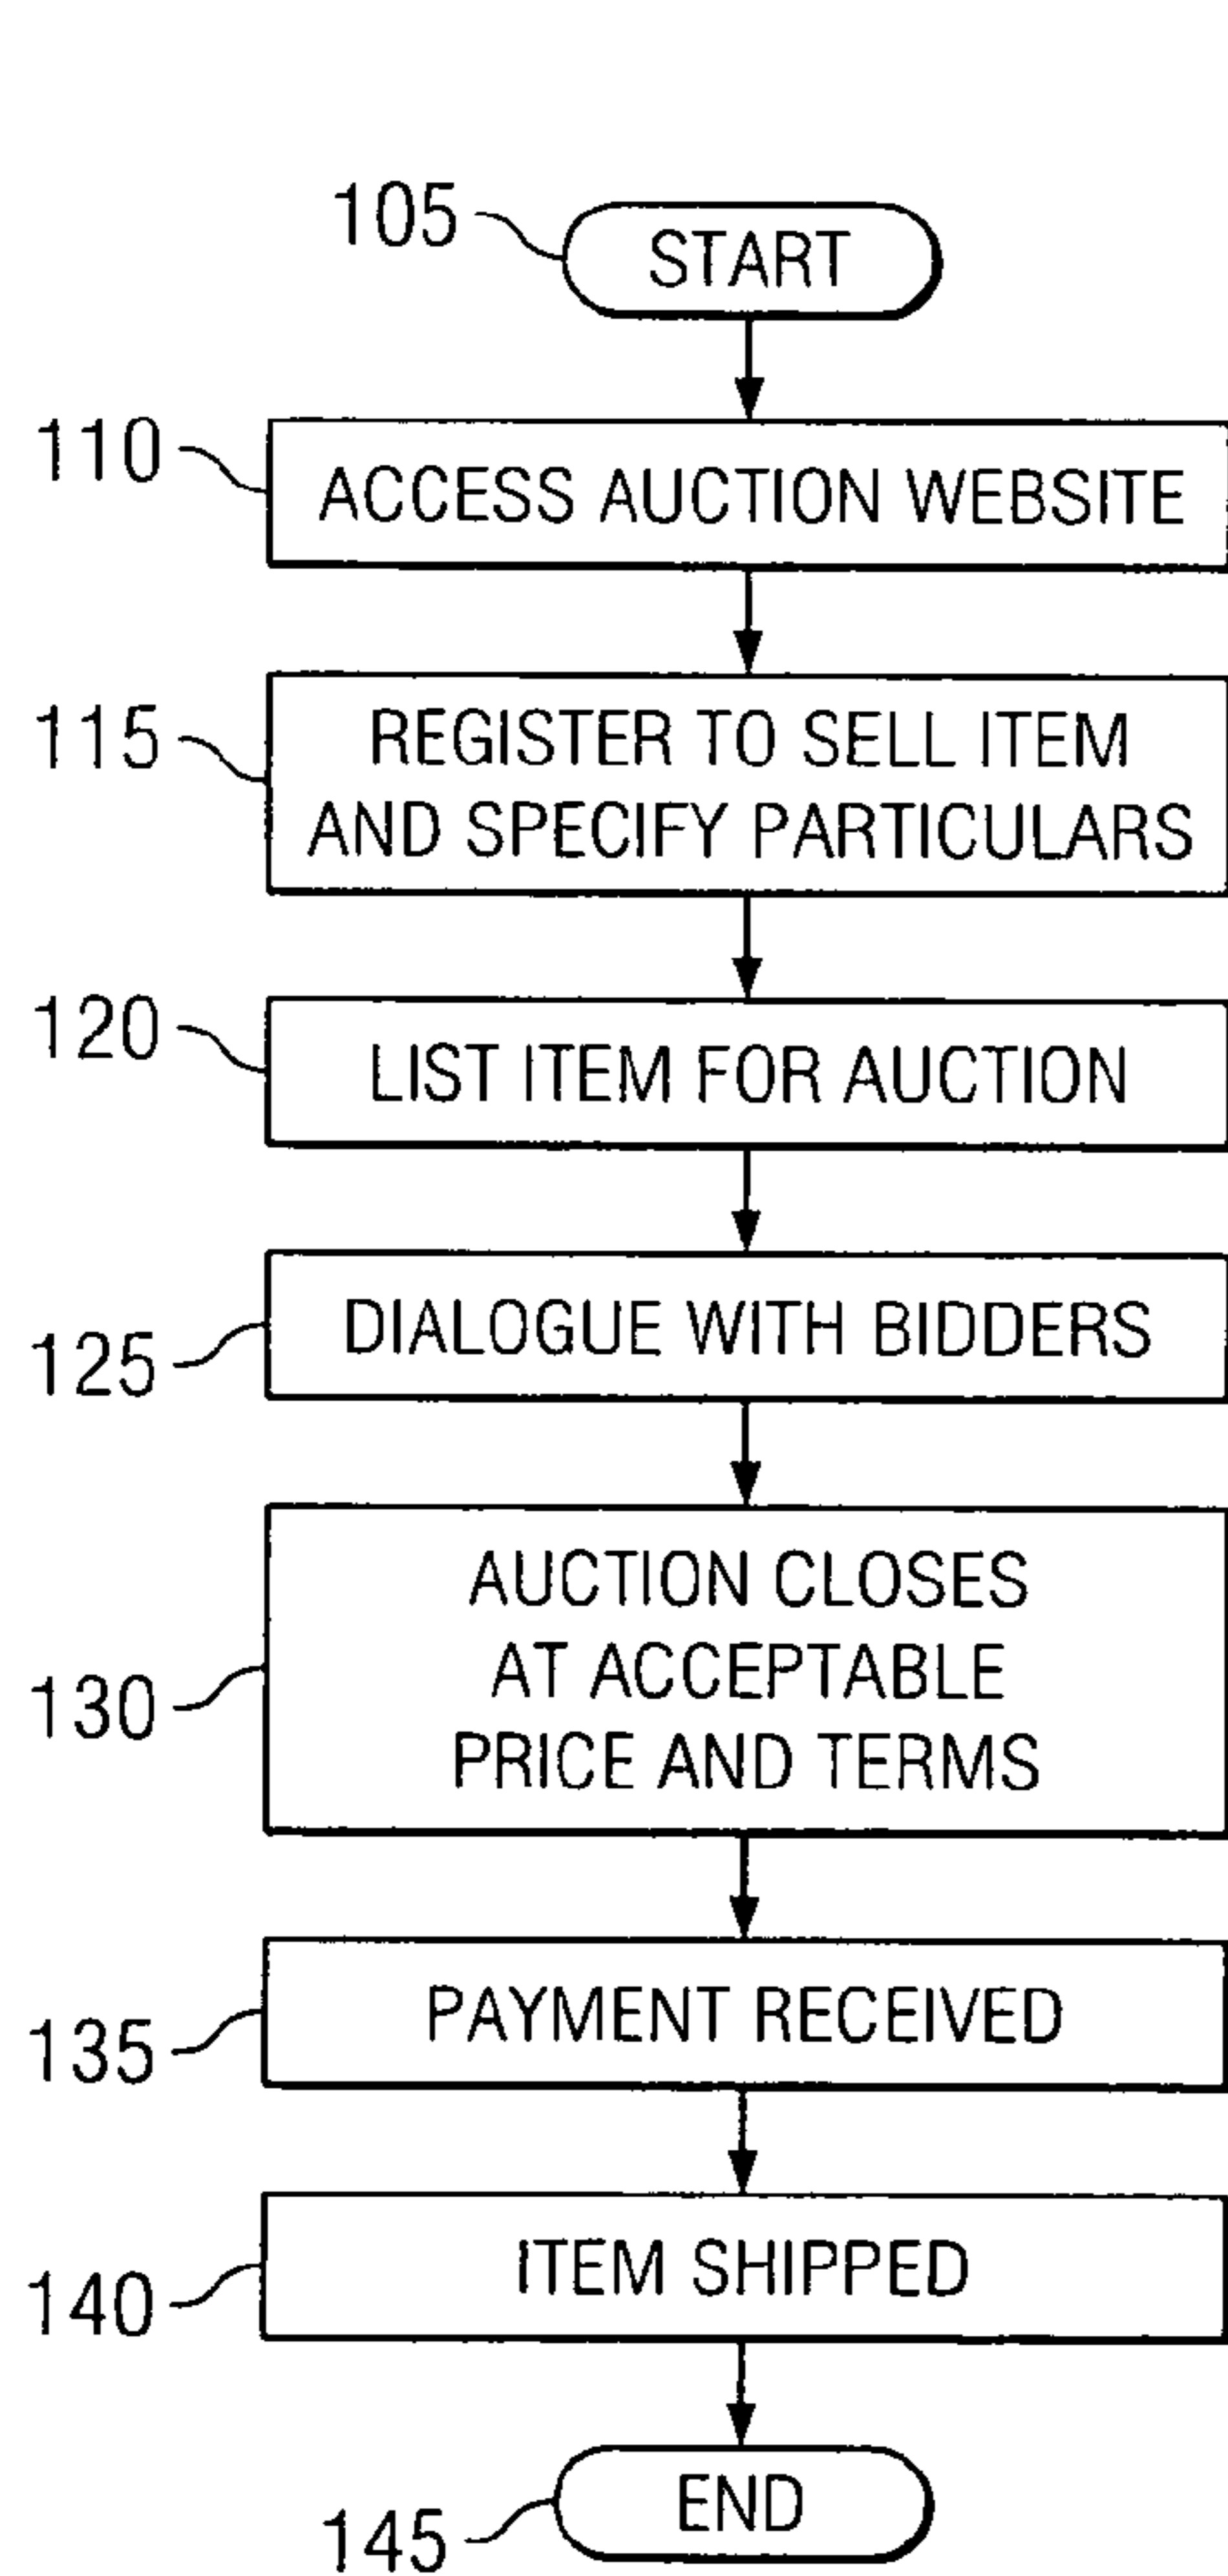 105
START
110
ACCESS AUCTION WEBSITE
115
REGISTER TO SELL ITEM
AND SPECIFY PARTICULARS
120
LIST ITEM FOR AUCTION
125
DIALOGUE WITH BIDDERS
130
AUCTION CLOSES
AT ACCEPTABLE
PRICE AND TERMS
135
PAYMENT RECEIVED
140
ITEM SHIPPED
145
END